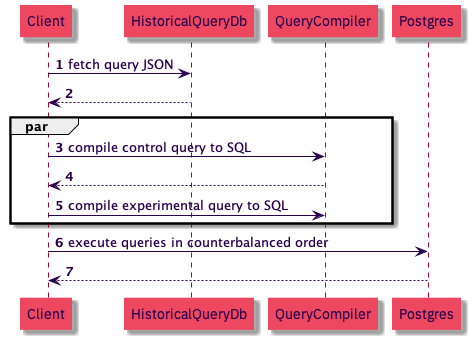 Client HistoricalQueryDb QueryCompiler Postgres
1 fetch query JSON
2
par
3 compile control query to SQL
4
5 compile experimental query to SQL
6 execute queries in counterbalanced order
7
Client HistoricalQueryDb QueryCompiler Postgres